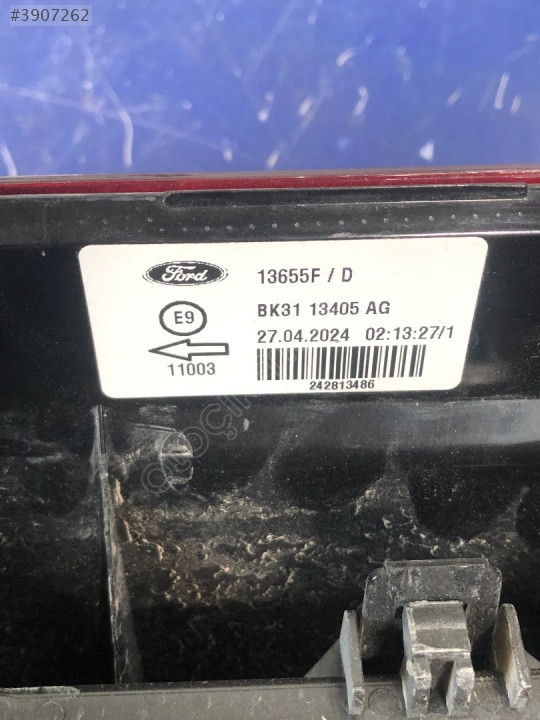 #3907262
Ford
13655F / D
BK31 13405 AG
E9
27.04.2024 02:13:27/1
11003
242813486